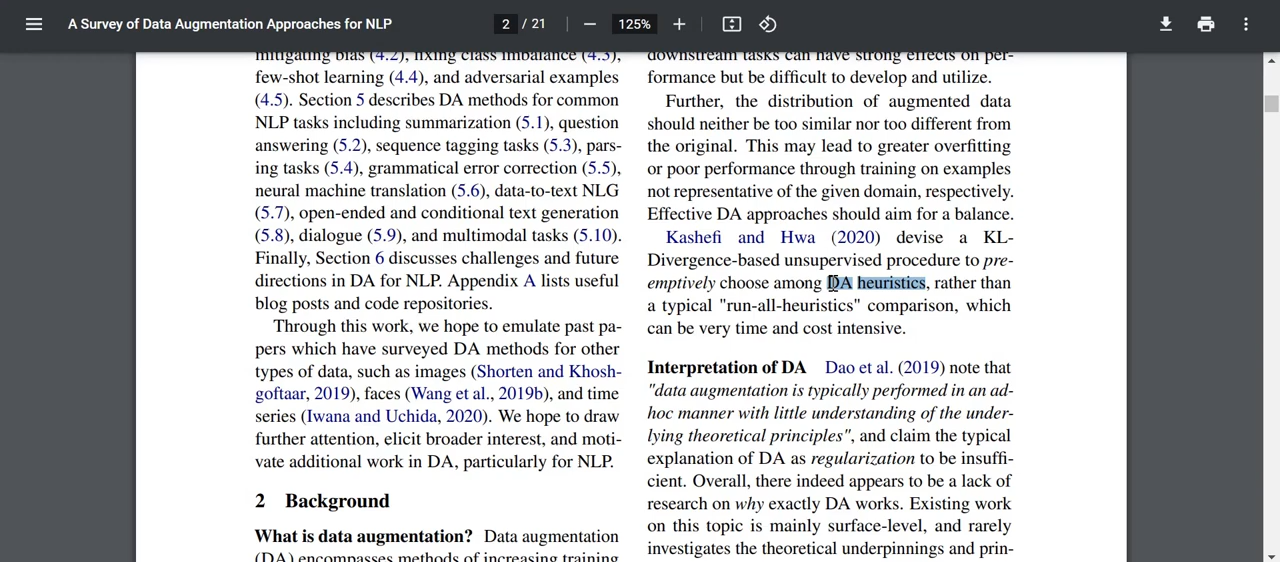 A Survey of Data Augmentation Approaches for NLP
2 / 21
125%
mitigating bias (4.2), fixing class imbalance (4.3),
few-shot learning (4.4), and adversarial examples
(4.5). Section 5 describes DA methods for common
NLP tasks including summarization (5.1), question
answering (5.2), sequence tagging tasks (5.3), pars-
ing tasks (5.4), grammatical error correction (5.5),
neural machine translation (5.6), data-to-text NLG
(5.7), open-ended and conditional text generation
(5.8), dialogue (5.9), and multimodal tasks (5.10).
Finally, Section 6 discusses challenges and future
directions in DA for NLP. Appendix A lists useful
blog posts and code repositories.
Through this work, we hope to emulate past pa-
pers which have surveyed DA methods for other
types of data, such as images (Shorten and Khosh-
goftaar, 2019), faces (Wang et al., 2019b), and time
series (Iwana and Uchida, 2020). We hope to draw
further attention, elicit broader interest, and moti-
vate additional work in DA, particularly for NLP.
2 Background
What is data augmentation? Data augmentation
(DA) encompasses methods of increasing training
downstream tasks can have strong effects on per-
formance but be difficult to develop and utilize.
Further, the distribution of augmented data
should neither be too similar nor too different from
the original. This may lead to greater overfitting
or poor performance through training on examples
not representative of the given domain, respectively.
Effective DA approaches should aim for a balance.
Kashefi and Hwa (2020) devise a KL-
Divergence-based unsupervised procedure to pre-
emptively choose among DA heuristics, rather than
a typical "run-all-heuristics" comparison, which
can be very time and cost intensive.
Interpretation of DA Dao et al. (2019) note that
"data augmentation is typically performed in an ad-
hoc manner with little understanding of the under-
lying theoretical principles", and claim the typical
explanation of DA as regularization to be insuffi-
cient. Overall, there indeed appears to be a lack of
research on why exactly DA works. Existing work
on this topic is mainly surface-level, and rarely
investigates the theoretical underpinnings and prin-